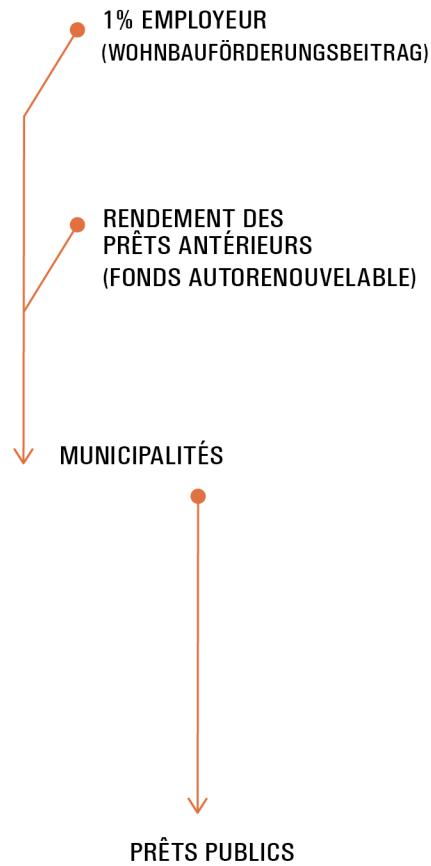 1% EMPLOYEUR
(WOHNBAUFÖRDERUNGSBEITRAG)
RENDEMENT DES
PRÊTS ANTÉRIEURS
(FONDS AUTORENOUVELABLE)
MUNICIPALITÉS
PRÊTS PUBLICS